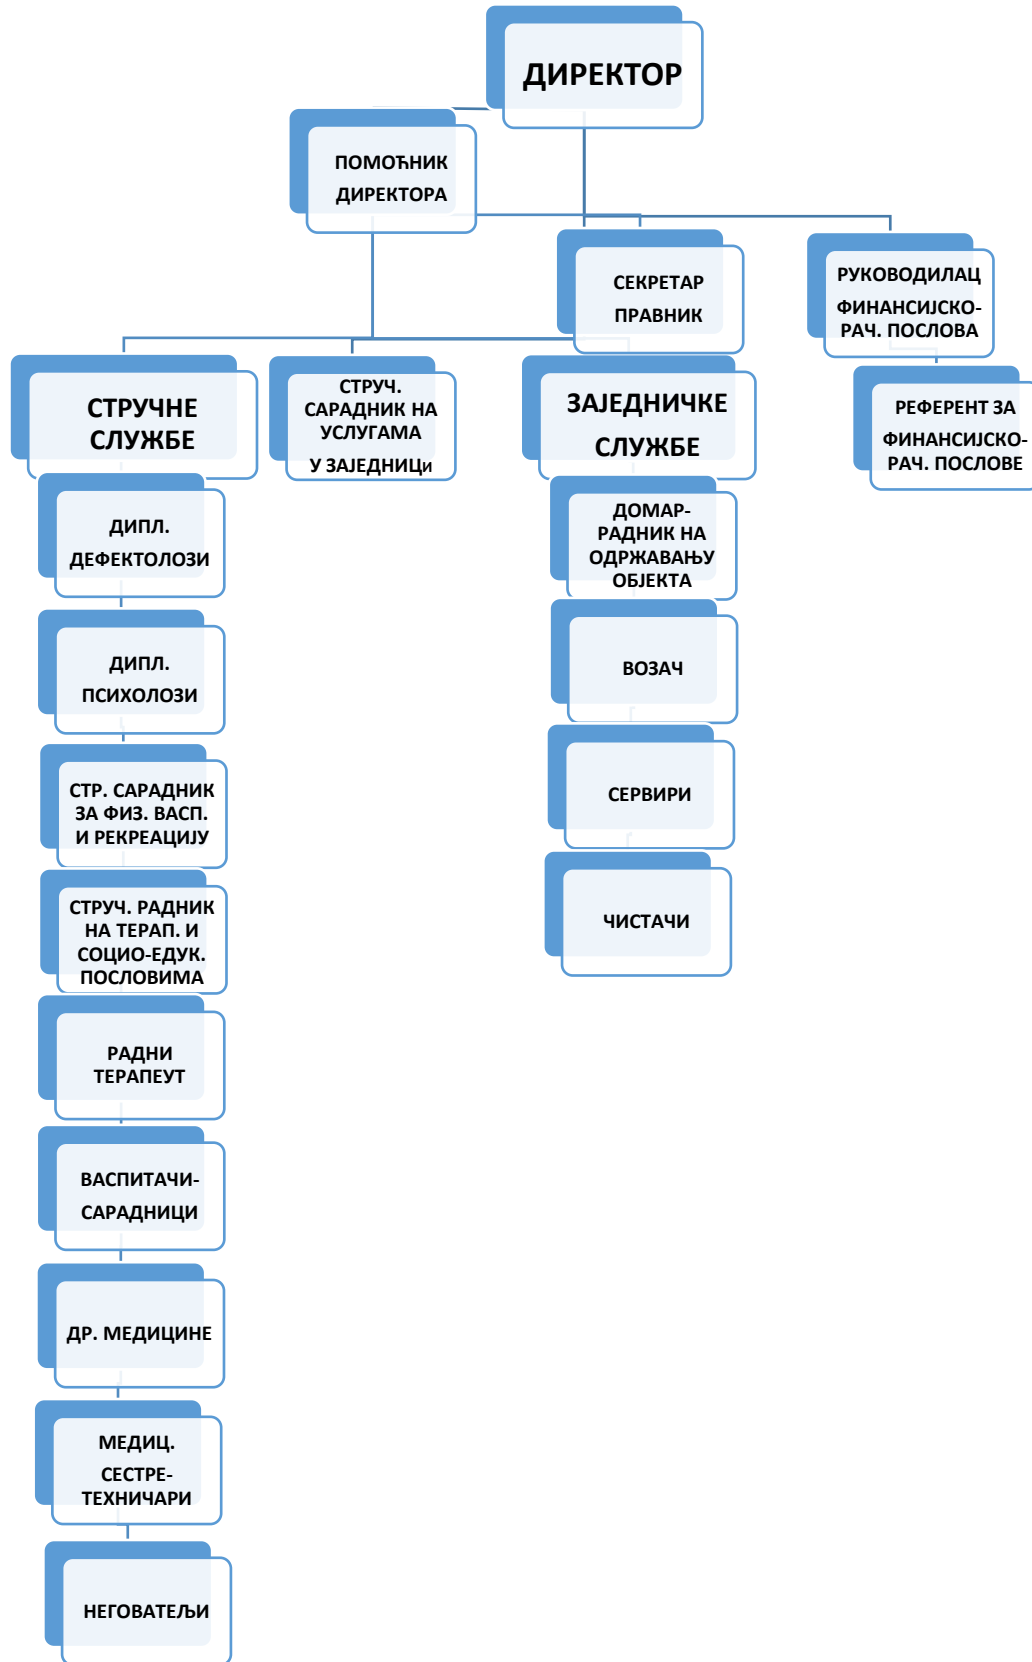 ДИРЕКТОР
ПОМОЋНИК
ДИРЕКТОРА
СЕКРЕТАР
ПРАВНИК
РУКОВОДИЛАЦ
ФИНАНСИЈСКО-
РАЧ. ПОСЛОВА
СТРУЧНЕ
СЛУЖБЕ
СТРУЧ.
САРАДНИК НА
УСЛУГАМА
У ЗАЈЕДНИЦи
ЗАЈЕДНИЧКЕ
СЛУЖБЕ
РЕФЕРЕНТ ЗА
ФИНАНСИЈСКО-
РАЧ. ПОСЛОВЕ
ДИПЛ.
ДЕФЕКТОЛОЗИ
ДИПЛ.
ПСИХОЛОЗИ
СТР. САРАДНИК
ЗА ФИЗ. ВАСП.
И РЕКРЕАЦИЈУ
СТРУЧ. РАДНИК
НА ТЕРАП. И
СОЦИО-ЕДУК.
ПОСЛОВИМА
РАДНИ
ТЕРАПЕУТ
ВАСПИТАЧИ-
САРАДНИЦИ
ДР. МЕДИЦИНЕ
МЕДИЦ.
СЕСТРЕ-
ТЕХНИЧАРИ
НЕГОВАТЕЉИ
ДОМАР-
РАДНИК НА
ОДРЖАВАЊУ
ОБЈЕКТА
ВОЗАЧ
СЕРВИРИ
ЧИСТАЧИ